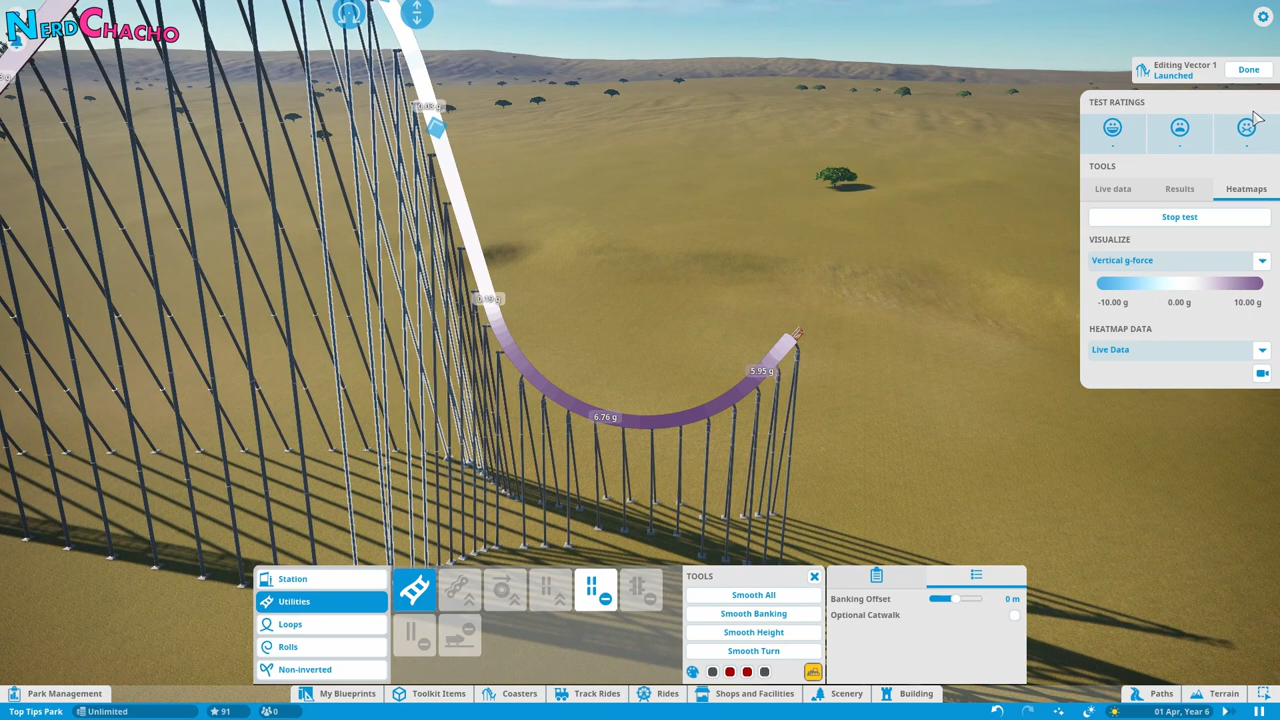 NERDCHACHO
Editing Vector 1
Launched
Done
TEST RATINGS
- - -
TOOLS
Live data Results Heatmaps
Stop test
VISUALIZE
Vertical g-force
-10.00 g 0.00 g 10.00 g
HEATMAP DATA
Live Data
5.95 g
6.76 g
Station
Utilities
Loops
Rolls
Non-inverted
TOOLS
Smooth All
Smooth Banking
Smooth Height
Smooth Turn
Banking Offset 0 m
Optional Catwalk
Park Management My Blueprints Toolkit Items Coasters Track Rides Rides Shops and Facilities Scenery Building Paths Terrain
Top Tips Park Unlimited 91 0 01 Apr, Year 6